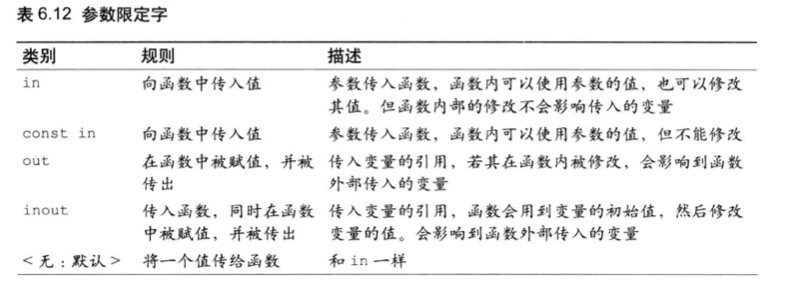 表 6.12 参数限定字
类别 规则 描述
in 向函数中传入值 参数传入函数，函数内可以使用参数的值，也可以修改
其值。但函数内部的修改不会影响传入的变量
const in 向函数中传入值 参数传入函数，函数内可以使用参数的值，但不能修改
out 在函数中被赋值，并被 传入变量的引用，若其在函数内被修改，会影响到函数
传出 外部传入的变量
inout 传入函数，同时在函数 传入变量的引用，函数会用到变量的初始值，然后修改
中被赋值，并被传出 变量的值。会影响到函数外部传入的变量
<无：默认> 将一个值传给函数 和 in 一样